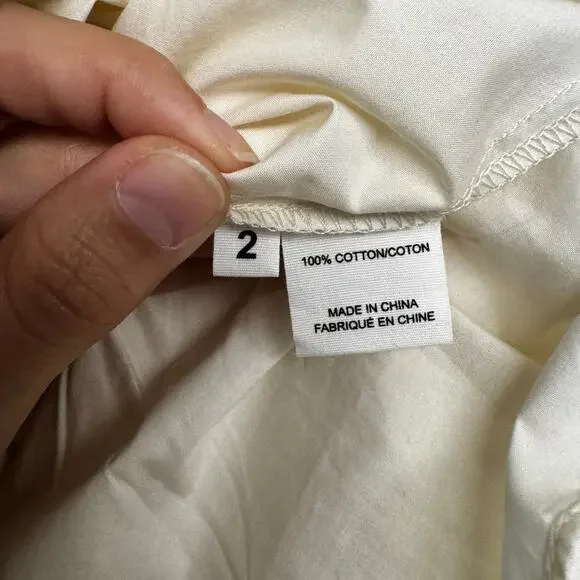 2
100% COTTON/COTON
MADE IN CHINA
FABRIQUÉ EN CHINE